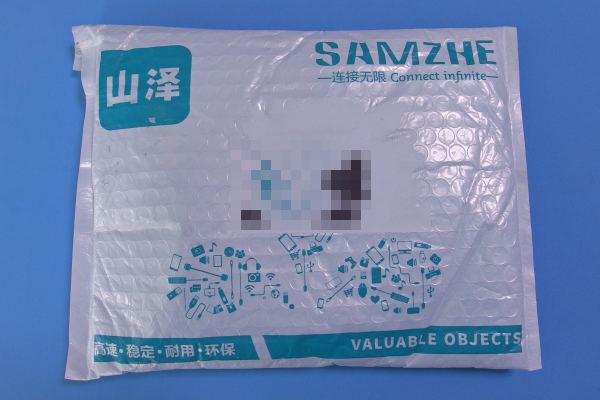 山泽
SAMZHE
连接无限 Connect infinite
高速·稳定·耐用·环保
VALUABLE OBJECTS